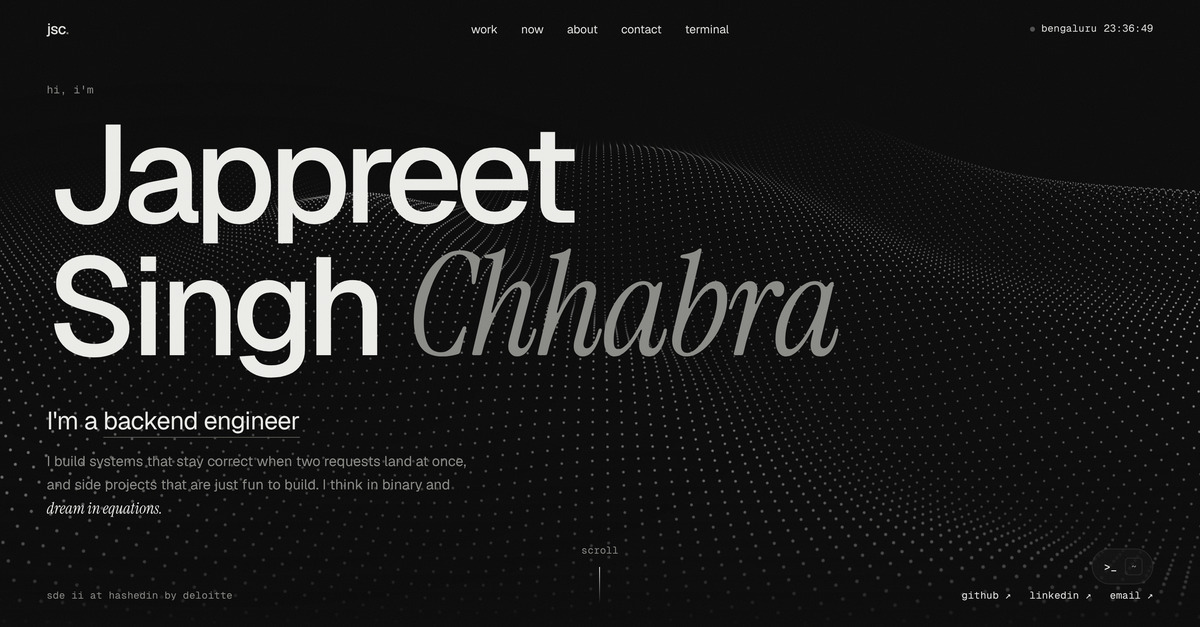 jsc.
work now about contact terminal
bengaluru 23:36:49
hi, i'm
Jappreet
Singh Chhabra
I'm a backend engineer
I build systems that stay correct when two requests land at once,
and side projects that are just fun to build. I think in binary and
dream in equations.
scroll
>_ ~
sde ii at hashedin by deloitte
github ↗ linkedin ↗ email ↗